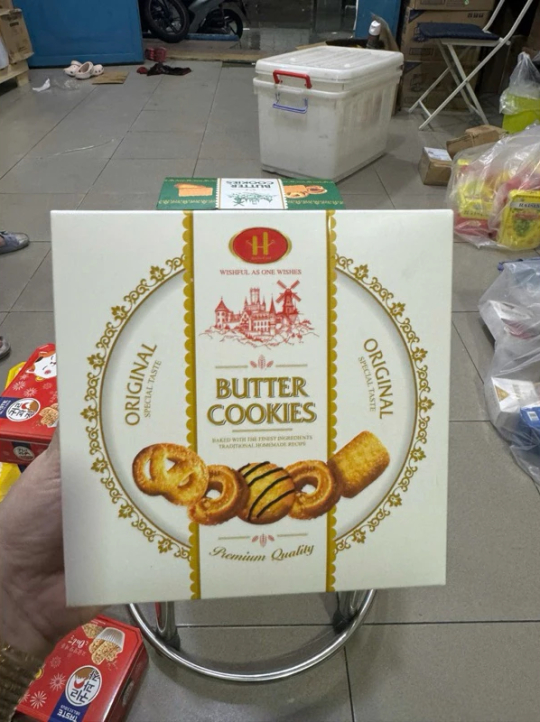 BUTTER
H
WISHFUL AS ONE WISHES
ORIGINAL
SPECIAL TASTE
ORIGINAL
SPECIAL TASTE
BUTTER
COOKIES
BAKED WITH THE FINEST INGREDIENTS
TRADITIONAL HOMEMADE RECIPE
Premium Quality
TASTE